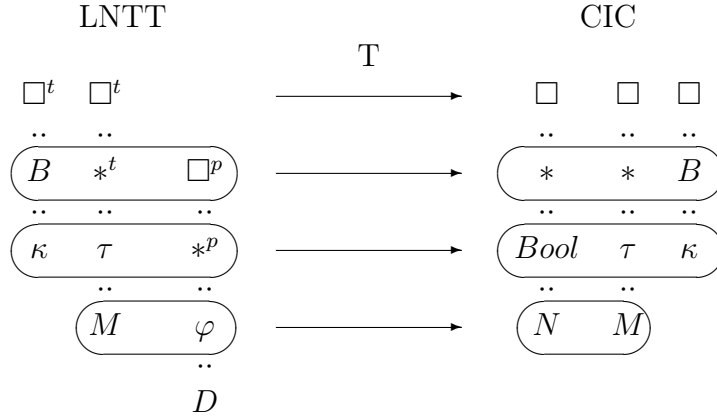 LNTT CIC
T
□ᵗ □ᵗ □ □ □
.. .. .. .. ..
B *ᵗ □ᵖ * * B
.. .. .. .. .. ..
κ τ *ᵖ Bool τ κ
.. .. .. ..
M φ N M
..
D